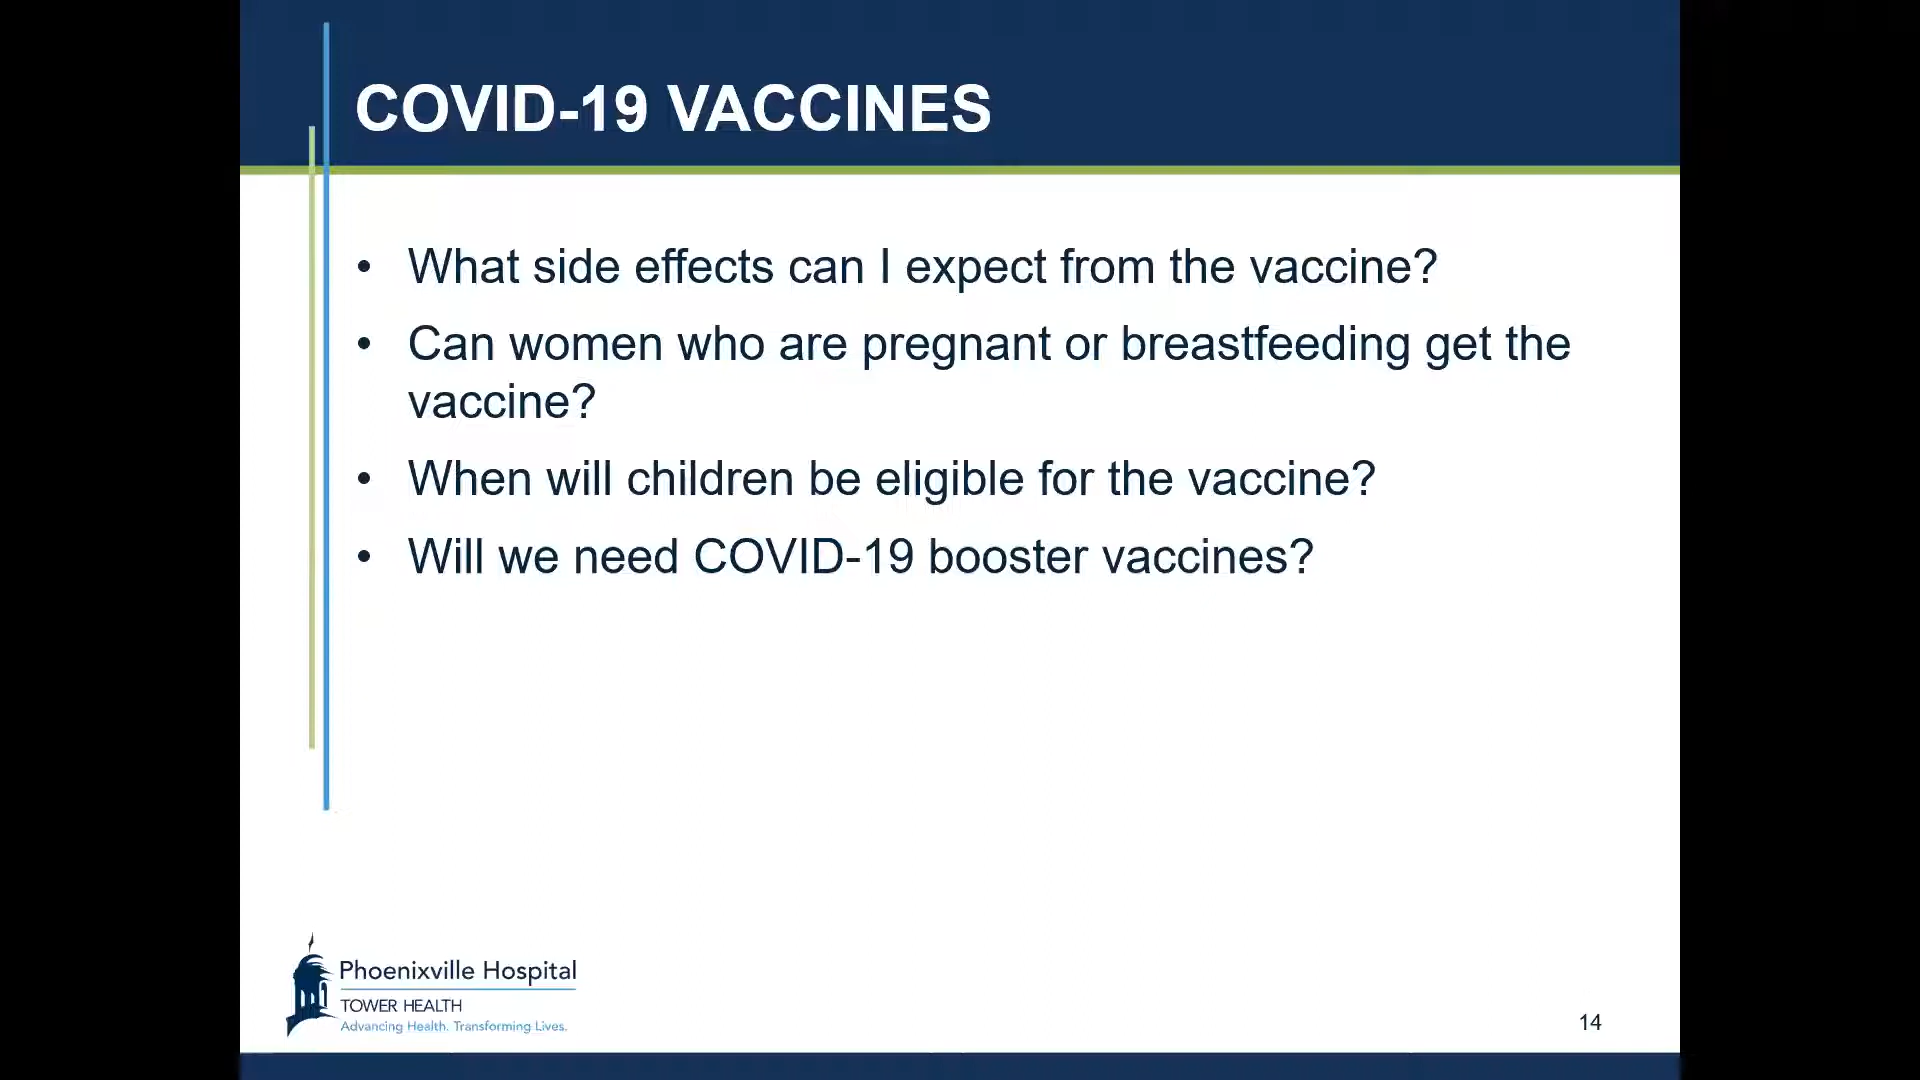 COVID-19 VACCINES
• What side effects can I expect from the vaccine?
• Can women who are pregnant or breastfeeding get the
vaccine?
• When will children be eligible for the vaccine?
• Will we need COVID-19 booster vaccines?
Phoenixville Hospital
TOWER HEALTH
Advancing Health. Transforming Lives.
14